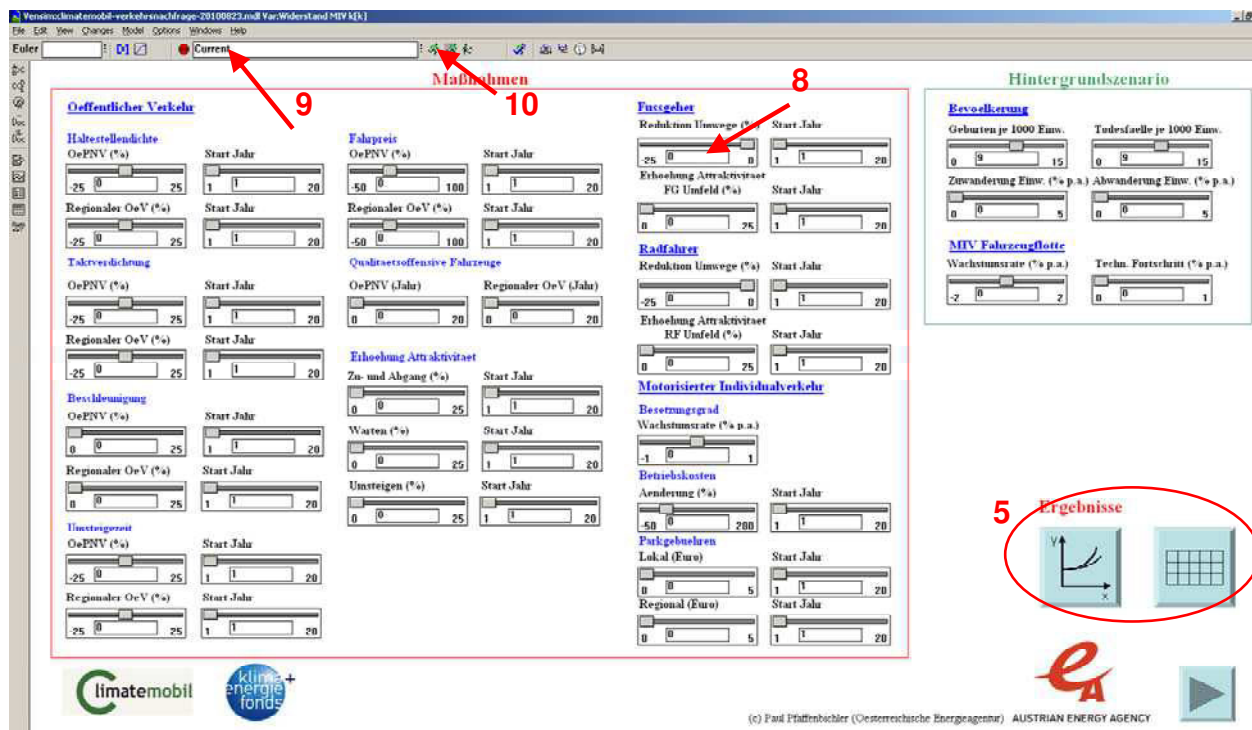 Vensim:climatemobil-verkehrsnachfrage-20100823.mdl Var:Widerstand MIV k[k]
File Edit View Changes Model Options Windows Help
Euler Current
9
10
8
5
Maßnahmen
Oeffentlicher Verkehr
Haltestellendichte
OePNV (%) Start Jahr
-25 0 25 1 1 20
Regionaler OeV (%) Start Jahr
-25 0 25 1 1 20
Taktverdichtung
OePNV (%) Start Jahr
-25 0 25 1 1 20
Regionaler OeV (%) Start Jahr
-25 0 25 1 1 20
Beschleunigung
OePNV (%) Start Jahr
0 0 25 1 1 20
Regionaler OeV (%) Start Jahr
0 0 25 1 1 20
Umsteigezeit
OePNV (%) Start Jahr
-25 0 25 1 1 20
Regionaler OeV (%) Start Jahr
-25 0 25 1 1 20
Fahrpreis
OePNV (%) Start Jahr
-50 0 100 1 1 20
Regionaler OeV (%) Start Jahr
-50 0 100 1 1 20
Qualitaetsoffensive Fahrzeuge
OePNV (Jahr) Regionaler OeV (Jahr)
0 0 20 0 0 20
Erhoehung Attraktivitaet
Zu- und Abgang (%) Start Jahr
0 0 25 1 1 20
Warten (%) Start Jahr
0 0 25 1 1 20
Umsteigen (%) Start Jahr
0 0 25 1 1 20
Fussgeher
Reduktion Umwege (%) Start Jahr
-25 0 0 1 1 20
Erhoehung Attraktivitaet
FG Umfeld (%) Start Jahr
0 0 25 1 1 20
Radfahrer
Reduktion Umwege (%) Start Jahr
-25 0 0 1 1 20
Erhoehung Attraktivitaet
RF Umfeld (%) Start Jahr
0 0 25 1 1 20
Motorisierter Individualverkehr
Besetzungsgrad
Wachstumsrate (% p.a.)
-1 0 1
Betriebskosten
Aenderung (%) Start Jahr
-50 0 200 1 1 20
Parkgebuehren
Lokal (Euro) Start Jahr
0 0 5 1 1 20
Regional (Euro) Start Jahr
0 0 5 1 1 20
Hintergrundszenario
Bevoelkerung
Geburten je 1000 Einw. Todesfaelle je 1000 Einw.
0 9 15 0 9 15
Zuwanderung Einw. (% p.a.) Abwanderung Einw. (% p.a.)
0 0 5 0 0 5
MIV Fahrzeugflotte
Wachstumsrate (% p.a.) Techn. Fortschritt (% p.a.)
-2 0 2 0 0 1
Ergebnisse
Y
X
Climatemobil
klima+
energie
fonds
eA
(c) Paul Pfaffenbichler (Oesterreichische Energieagentur) AUSTRIAN ENERGY AGENCY